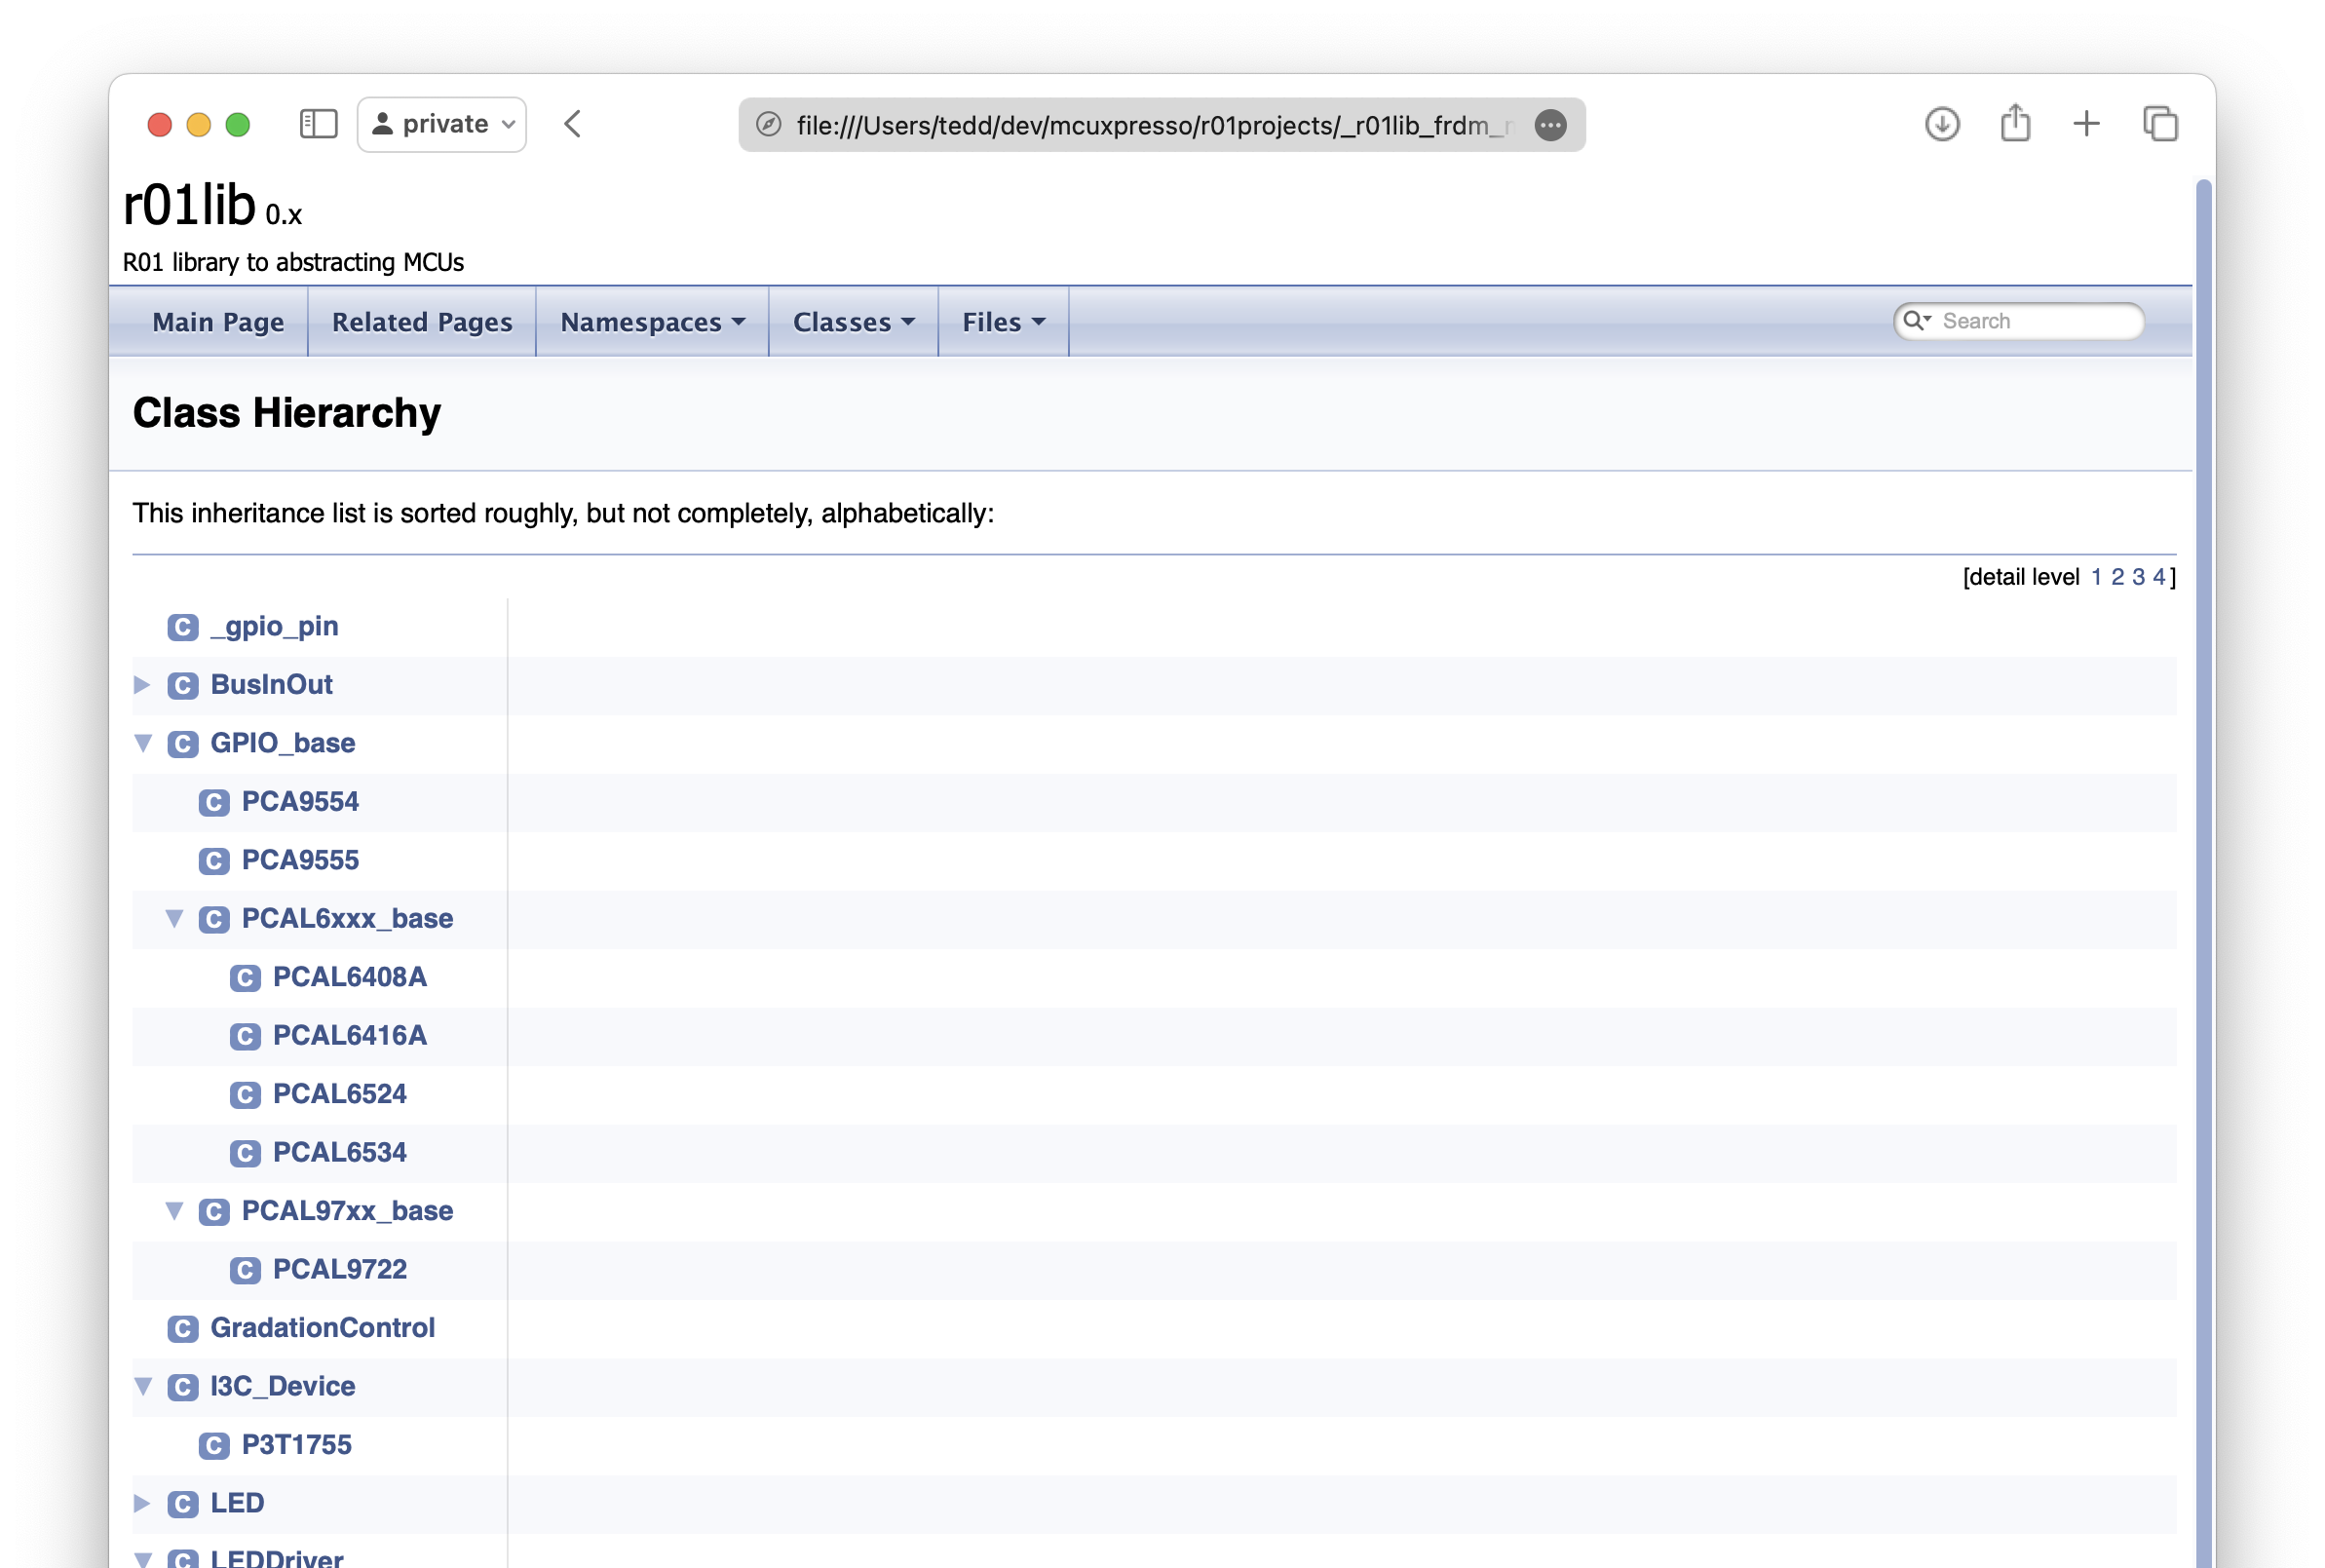 private
file:///Users/tedd/dev/mcuxpresso/r01projects/_r01lib_frdm_
r01lib 0.x
R01 library to abstracting MCUs
Main Page Related Pages Namespaces Classes Files Search
Class Hierarchy
This inheritance list is sorted roughly, but not completely, alphabetically:
[detail level 1 2 3 4]
C _gpio_pin
C BusInOut
C GPIO_base
C PCA9554
C PCA9555
C PCAL6xxx_base
C PCAL6408A
C PCAL6416A
C PCAL6524
C PCAL6534
C PCAL97xx_base
C PCAL9722
C GradationControl
C I3C_Device
C P3T1755
C LED
C LEDDriver